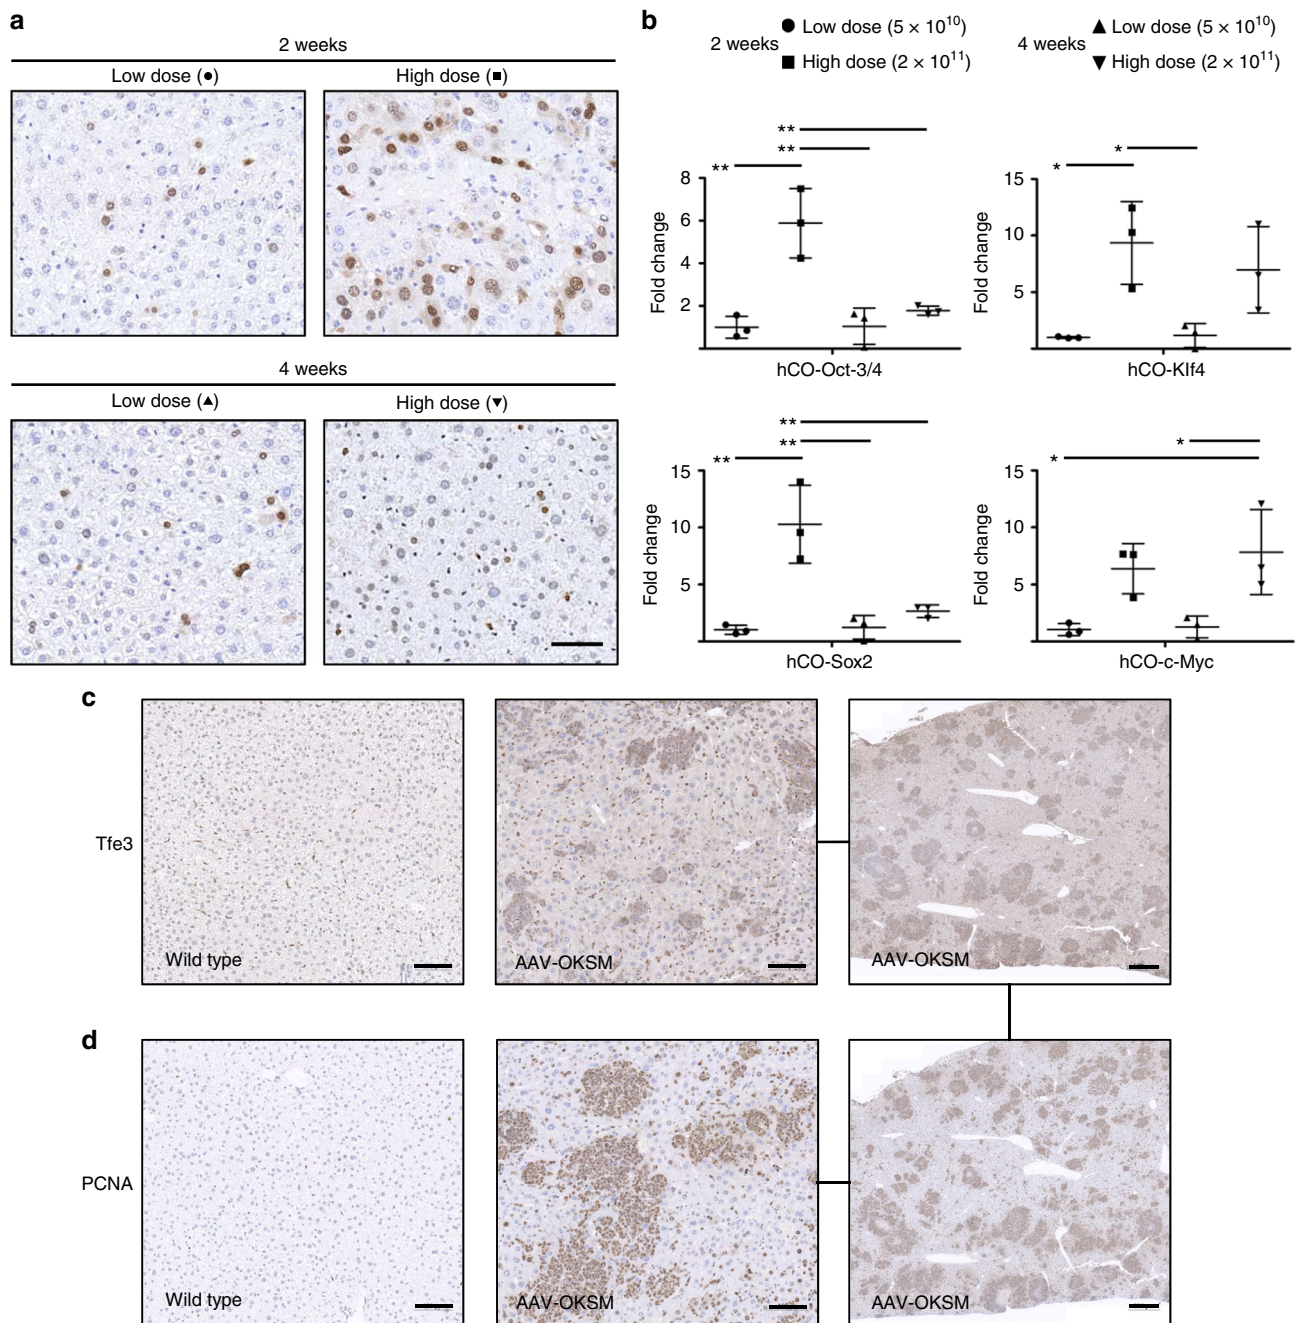 a
2 weeks
Low dose (●)
High dose (■)
4 weeks
Low dose (▲)
High dose (▼)
b
2 weeks
● Low dose (5 × 10¹⁰)
■ High dose (2 × 10¹¹)
4 weeks
▲ Low dose (5 × 10¹⁰)
▼ High dose (2 × 10¹¹)
**
**
**
8
6
4
2
Fold change
hCO-Oct-3/4
*
*
15
10
5
Fold change
hCO-Klf4
**
**
**
15
10
5
Fold change
hCO-Sox2
*
*
15
10
5
Fold change
hCO-c-Myc
c
Tfe3
Wild type
AAV-OKSM
AAV-OKSM
d
PCNA
Wild type
AAV-OKSM
AAV-OKSM